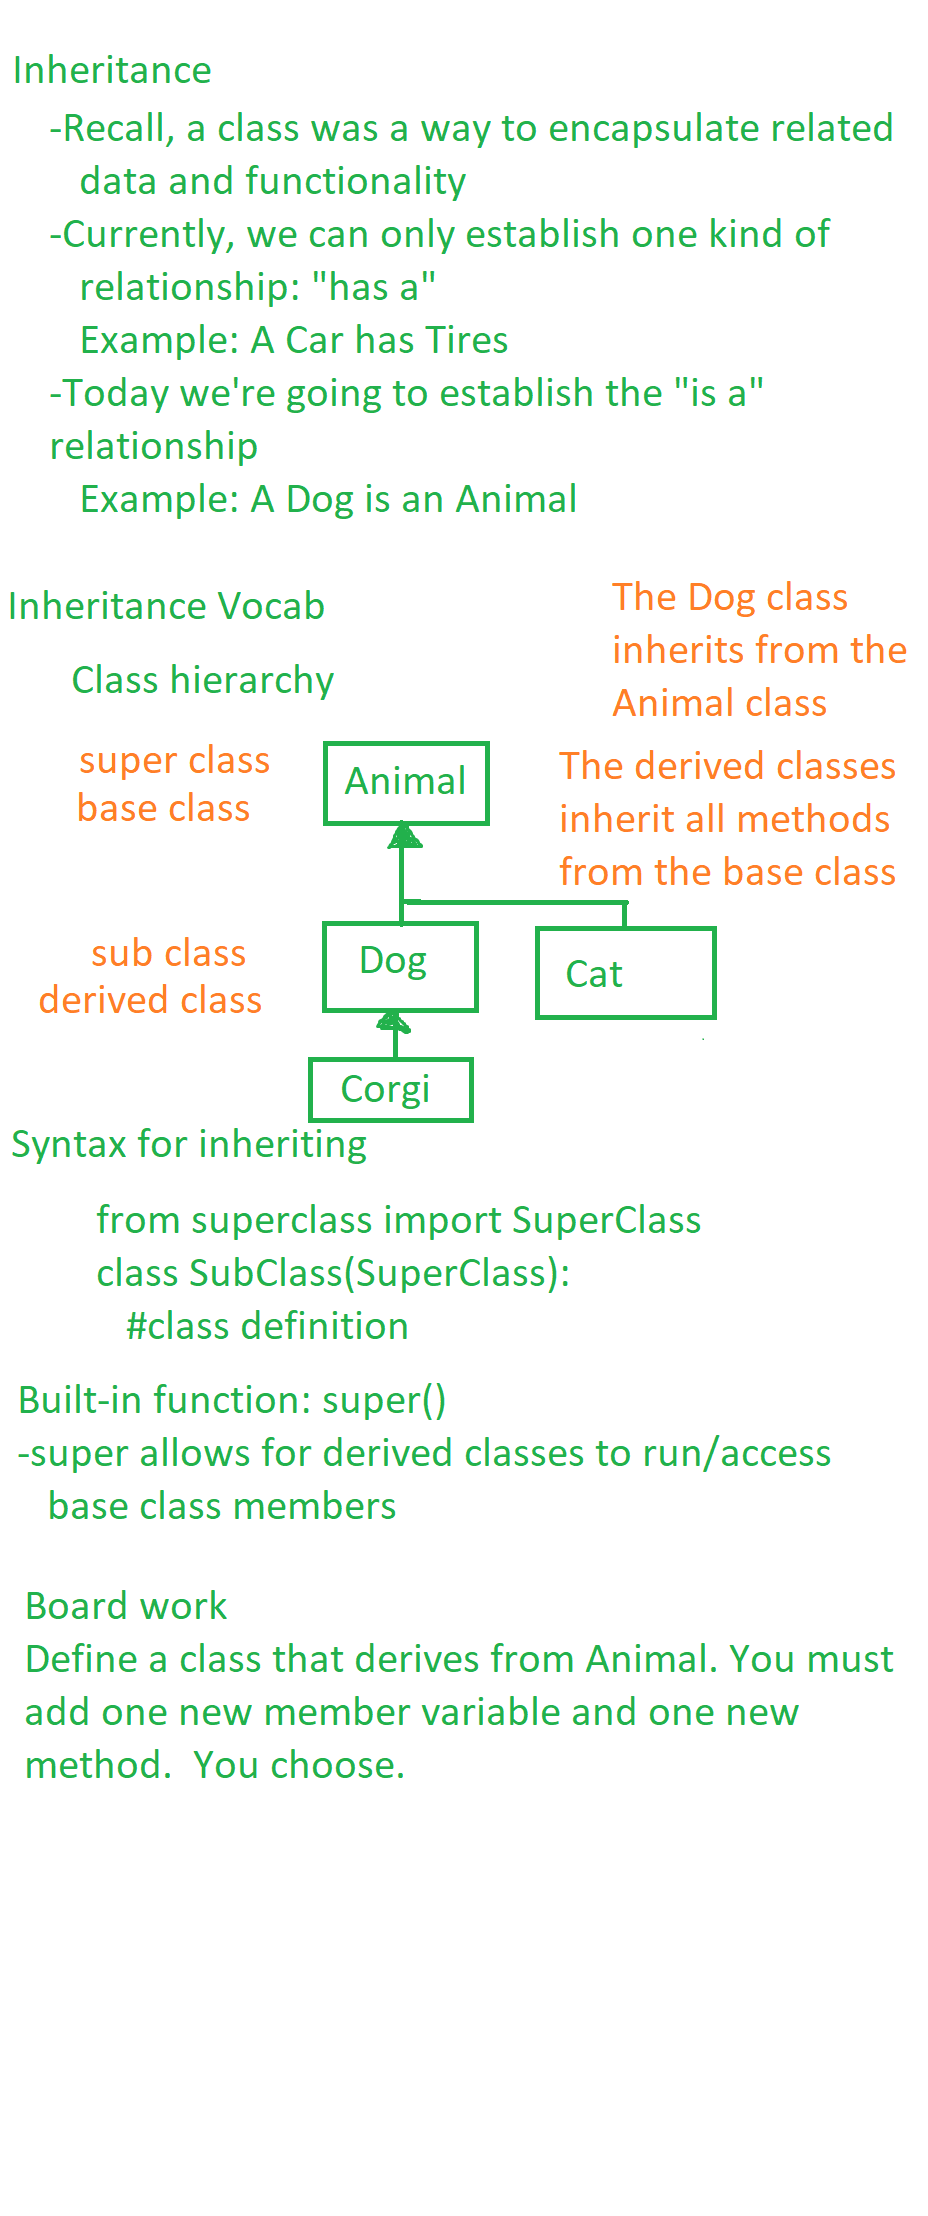 Inheritance
-Recall, a class was a way to encapsulate related
data and functionality
-Currently, we can only establish one kind of
relationship: "has a"
Example: A Car has Tires
-Today we're going to establish the "is a"
relationship
Example: A Dog is an Animal
Inheritance Vocab
The Dog class
inherits from the
Animal class
Class hierarchy
super class
base class
Animal
The derived classes
inherit all methods
from the base class
sub class
derived class
Dog
Cat
Corgi
Syntax for inheriting
from superclass import SuperClass
class SubClass(SuperClass):
#class definition
Built-in function: super()
-super allows for derived classes to run/access
base class members
Board work
Define a class that derives from Animal. You must
add one new member variable and one new
method.  You choose.